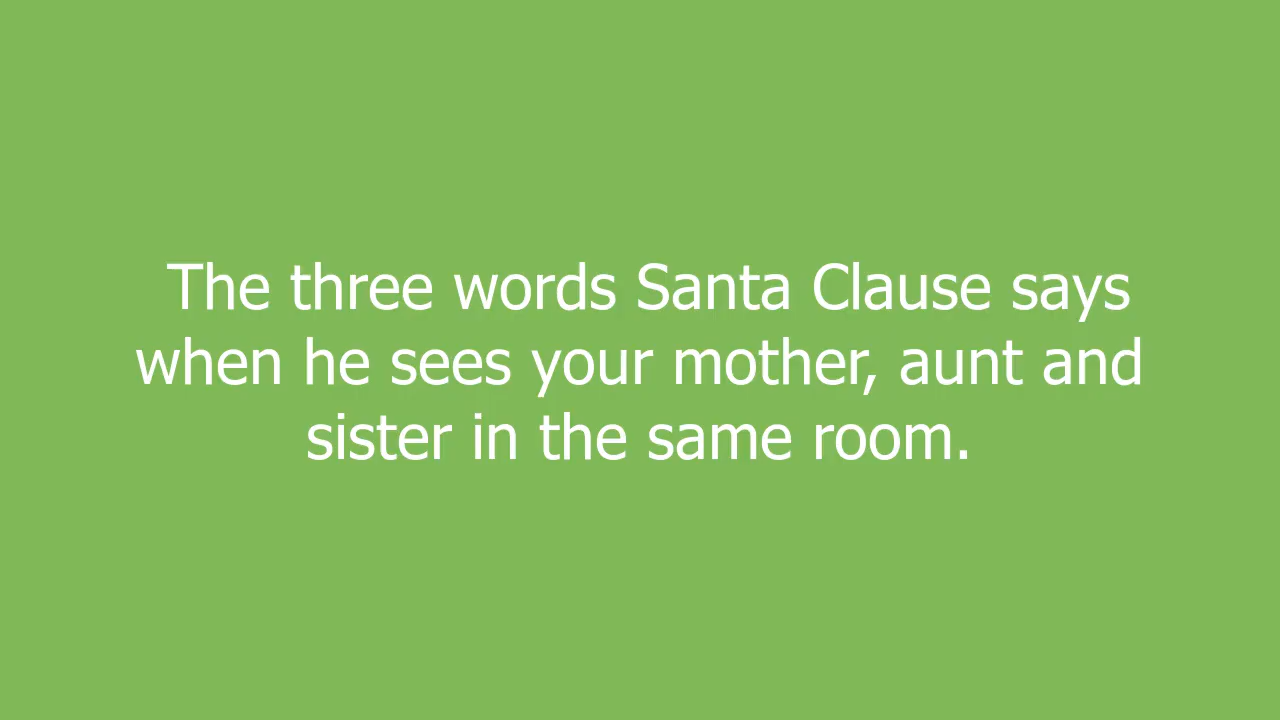 The three words Santa Clause says
when he sees your mother, aunt and
sister in the same room.